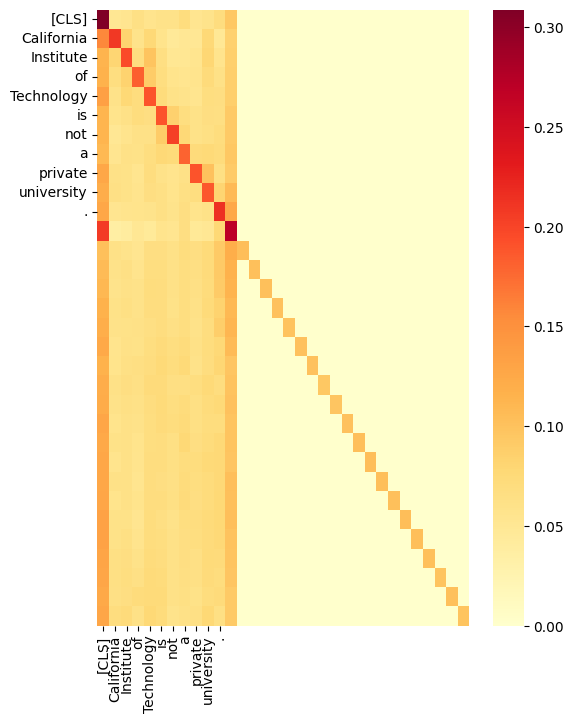 [CLS]
California
Institute
of
Technology
is
not
a
private
university
.
0.30
0.25
0.20
0.15
0.10
0.05
0.00
[CLS]
California
Institute
of
Technology
is
not
a
private
university
.